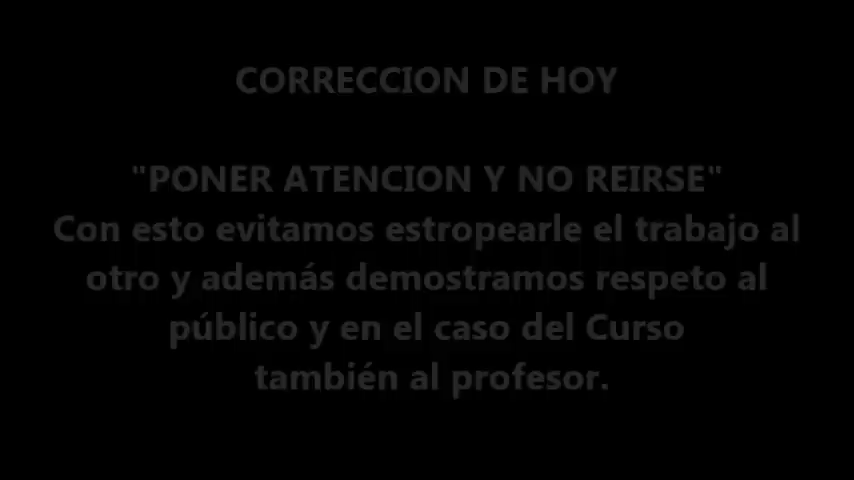 CORRECCION DE HOY
"PONER ATENCION Y NO REIRSE"
Con esto evitamos estropearle el trabajo al
otro y además demostramos respeto al
público y en el caso del Curso
también al profesor.